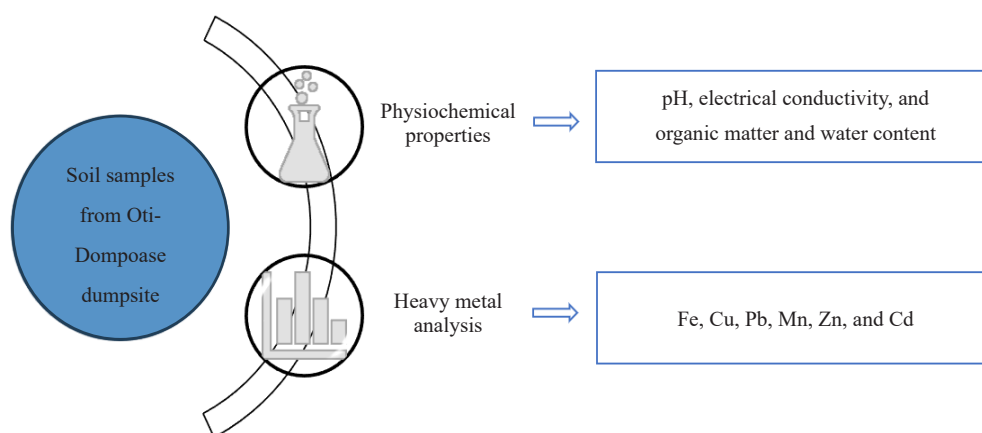 Soil samples
from Oti-
Dompoase
dumpsite
Physiochemical
properties
pH, electrical conductivity, and
organic matter and water content
Heavy metal
analysis
Fe, Cu, Pb, Mn, Zn, and Cd